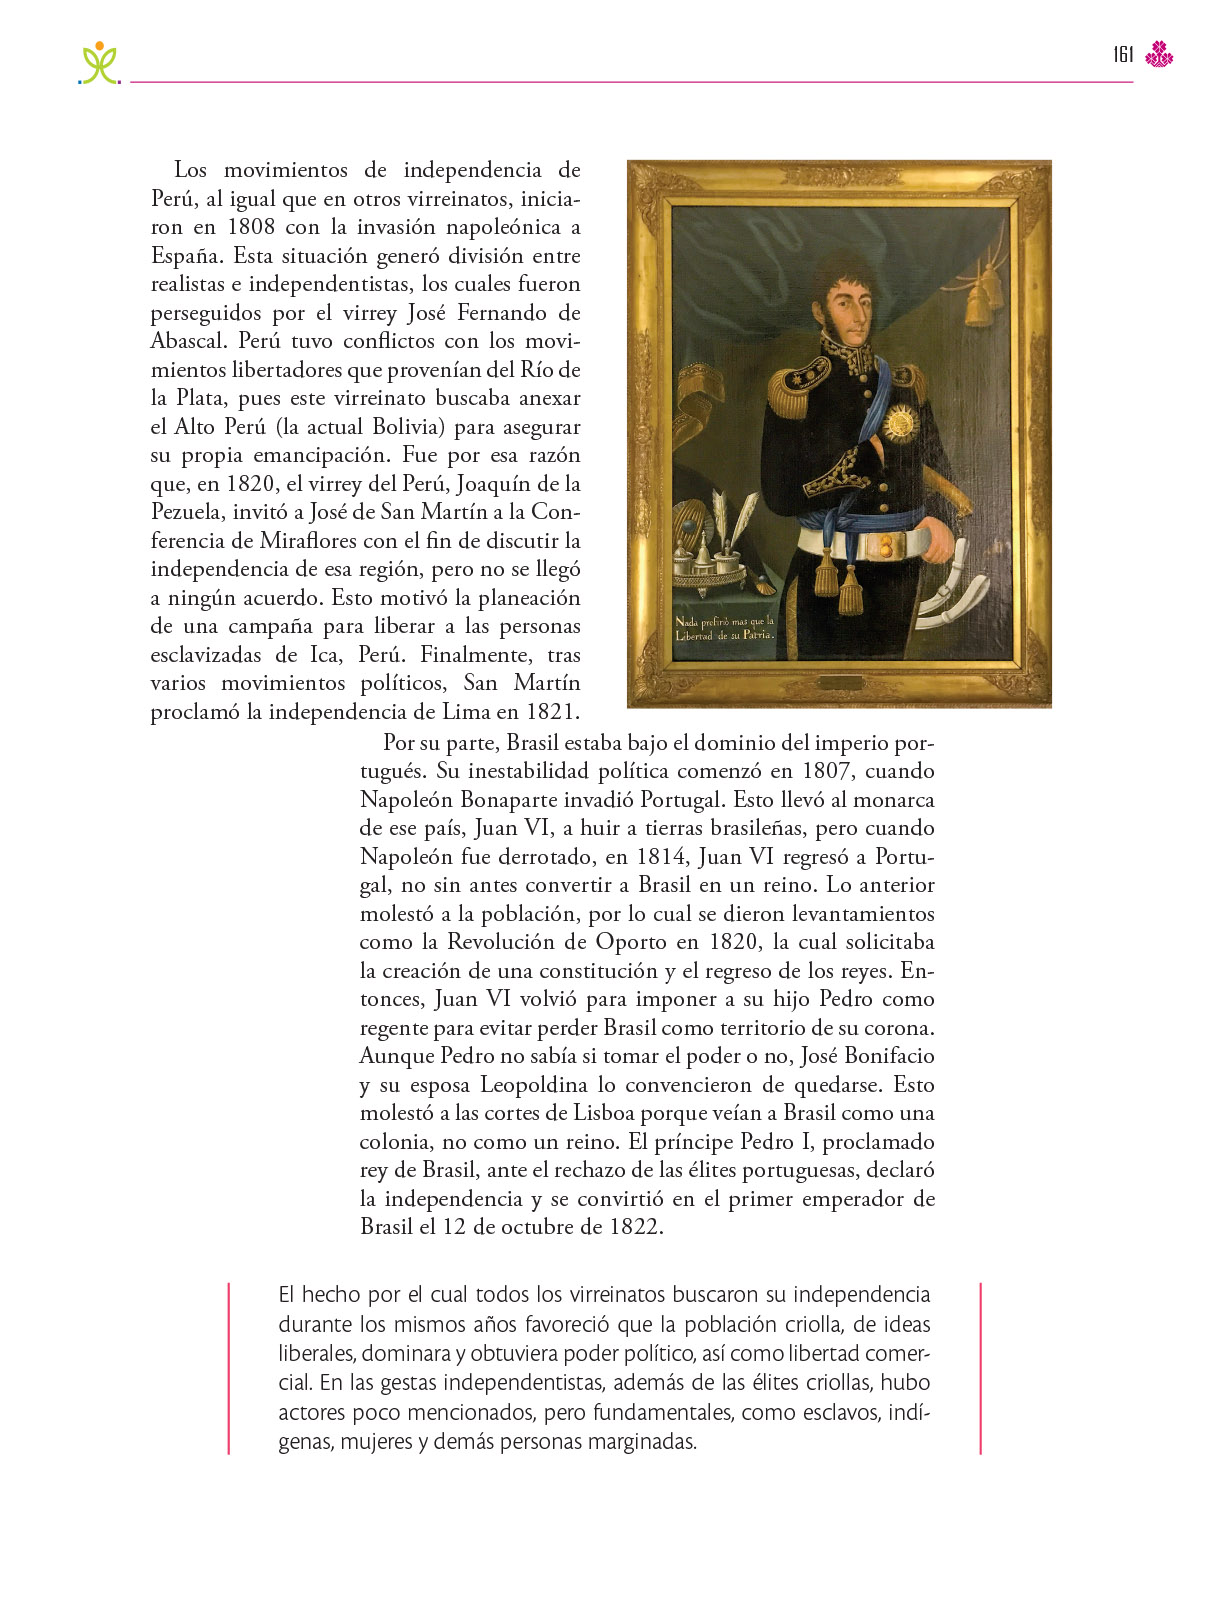 161
Los movimientos de independencia de
Perú, al igual que en otros virreinatos, inicia-
ron en 1808 con la invasión napoleónica a
España. Esta situación generó división entre
realistas e independentistas, los cuales fueron
perseguidos por el virrey José Fernando de
Abascal. Perú tuvo conflictos con los movi-
mientos libertadores que provenían del Río de
la Plata, pues este virreinato buscaba anexar
el Alto Perú (la actual Bolivia) para asegurar
su propia emancipación. Fue por esa razón
que, en 1820, el virrey del Perú, Joaquín de la
Pezuela, invitó a José de San Martín a la Con-
ferencia de Miraflores con el fin de discutir la
independencia de esa región, pero no se llegó
a ningún acuerdo. Esto motivó la planeación
de una campaña para liberar a las personas
esclavizadas de Ica, Perú. Finalmente, tras
varios movimientos políticos, San Martín
proclamó la independencia de Lima en 1821.
Nada prefirió mas que la
Libertad de su Patria.
Por su parte, Brasil estaba bajo el dominio del imperio por-
tugués. Su inestabilidad política comenzó en 1807, cuando
Napoleón Bonaparte invadió Portugal. Esto llevó al monarca
de ese país, Juan VI, a huir a tierras brasileñas, pero cuando
Napoleón fue derrotado, en 1814, Juan VI regresó a Portu-
gal, no sin antes convertir a Brasil en un reino. Lo anterior
molestó a la población, por lo cual se dieron levantamientos
como la Revolución de Oporto en 1820, la cual solicitaba
la creación de una constitución y el regreso de los reyes. En-
tonces, Juan VI volvió para imponer a su hijo Pedro como
regente para evitar perder Brasil como territorio de su corona.
Aunque Pedro no sabía si tomar el poder o no, José Bonifacio
y su esposa Leopoldina lo convencieron de quedarse. Esto
molestó a las cortes de Lisboa porque veían a Brasil como una
colonia, no como un reino. El príncipe Pedro I, proclamado
rey de Brasil, ante el rechazo de las élites portuguesas, declaró
la independencia y se convirtió en el primer emperador de
Brasil el 12 de octubre de 1822.
El hecho por el cual todos los virreinatos buscaron su independencia
durante los mismos años favoreció que la población criolla, de ideas
liberales, dominara y obtuviera poder político, así como libertad comer-
cial. En las gestas independentistas, además de las élites criollas, hubo
actores poco mencionados, pero fundamentales, como esclavos, indí-
genas, mujeres y demás personas marginadas.